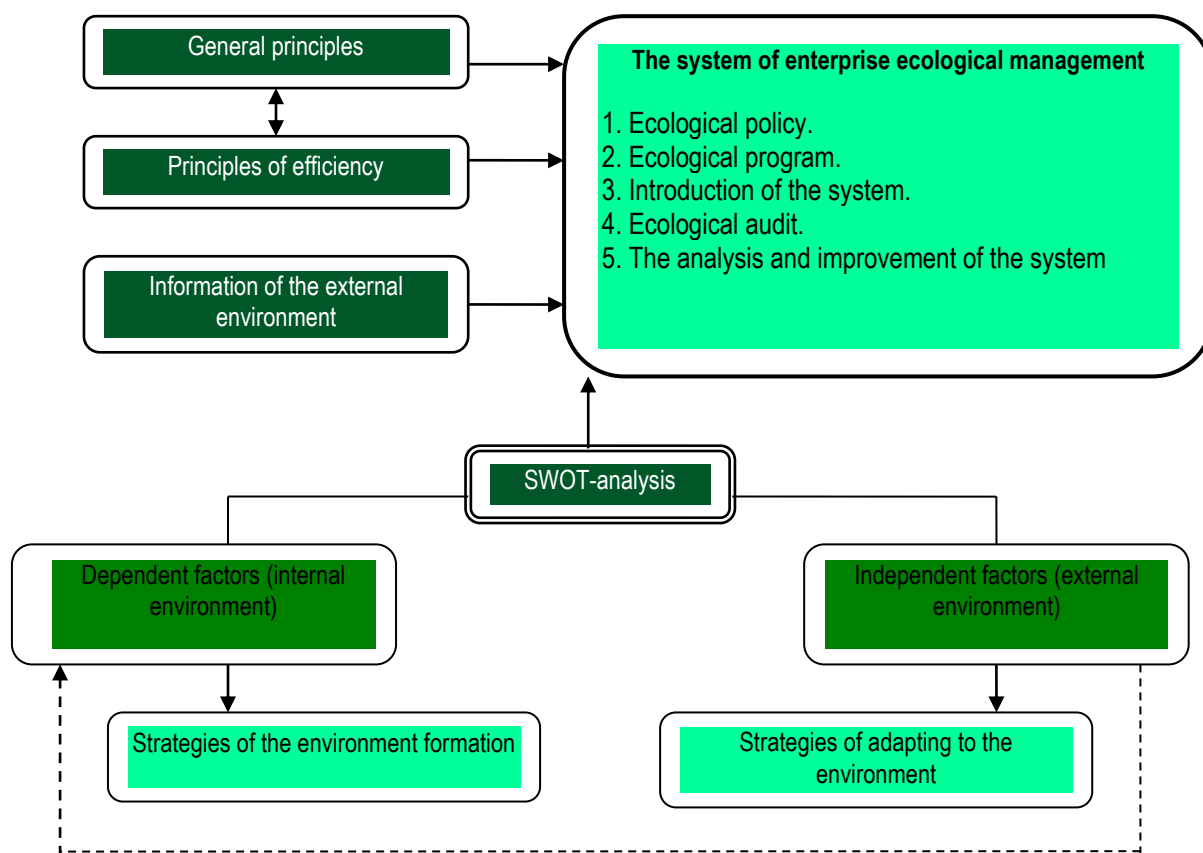 General principles
Principles of efficiency
Information of the external
environment
The system of enterprise ecological management
1. Ecological policy.
2. Ecological program.
3. Introduction of the system.
4. Ecological audit.
5. The analysis and improvement of the system
SWOT-analysis
Dependent factors (internal
environment)
Independent factors (external
environment)
Strategies of the environment formation
Strategies of adapting to the
environment